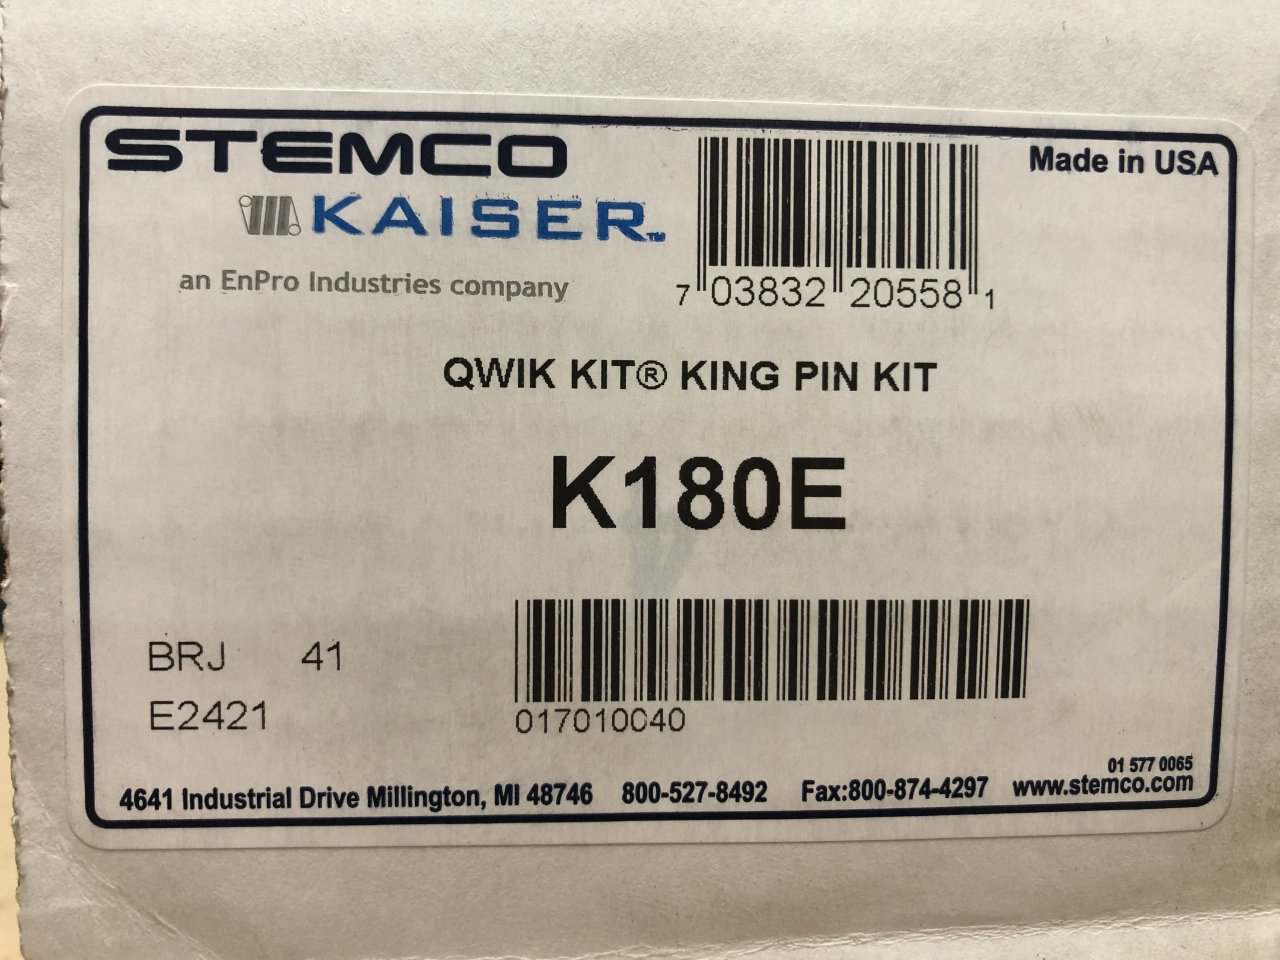 STEMCO
KAISER™
an EnPro Industries company
Made in USA
7 03832 20558 1
QWIK KIT® KING PIN KIT
K180E
BRJ 41
E2421
017010040
01 577 0065
4641 Industrial Drive Millington, MI 48746 800-527-8492 Fax:800-874-4297 www.stemco.com